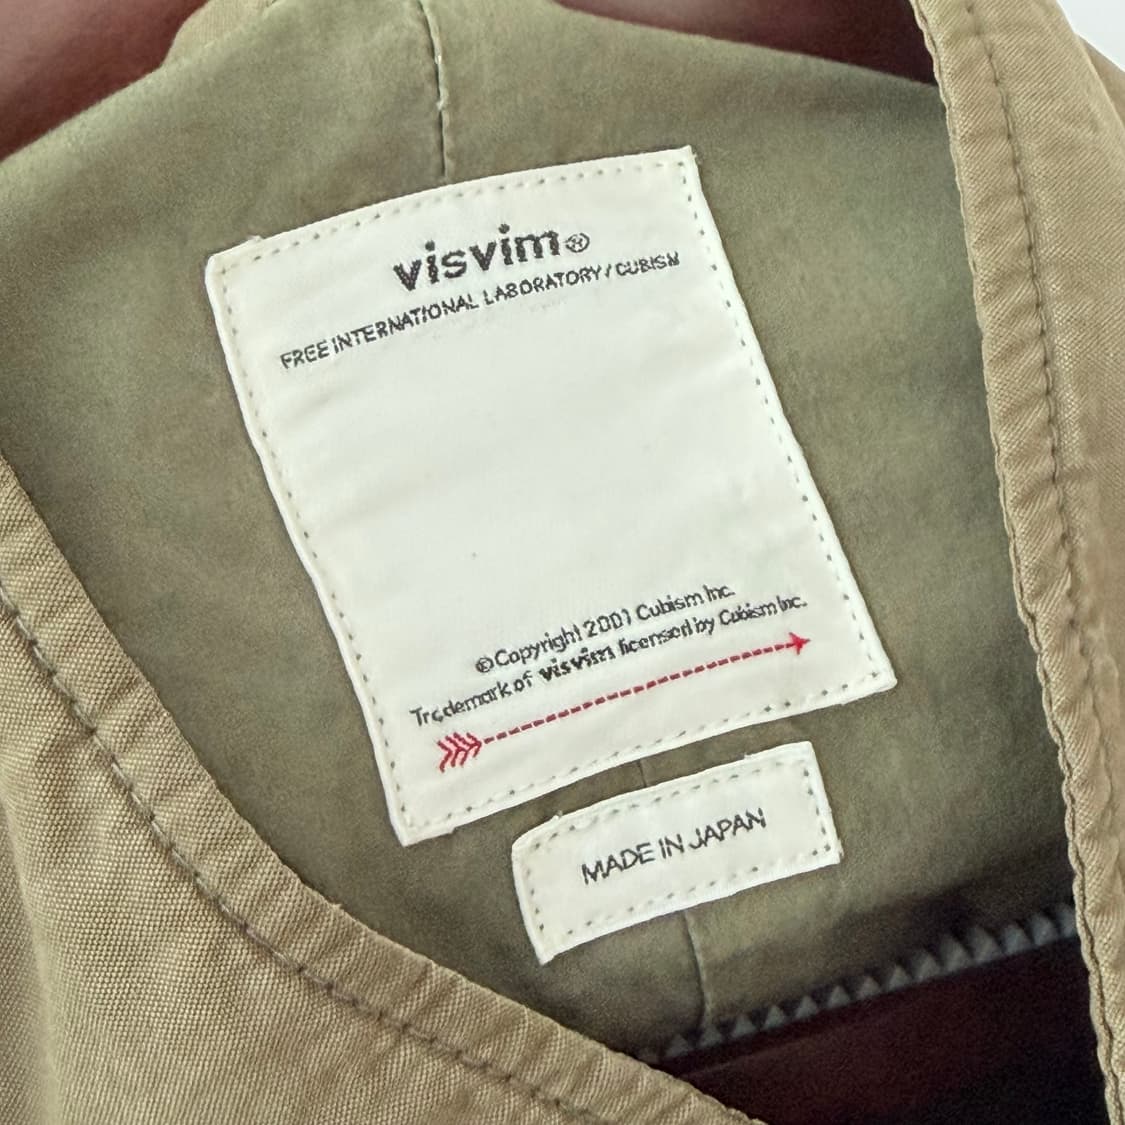 visvim®
FREE INTERNATIONAL LABORATORY / CUBISM
©Copyright 2001 Cubism Inc.
Trademark of visvim licensed by Cubism Inc.
MADE IN JAPAN